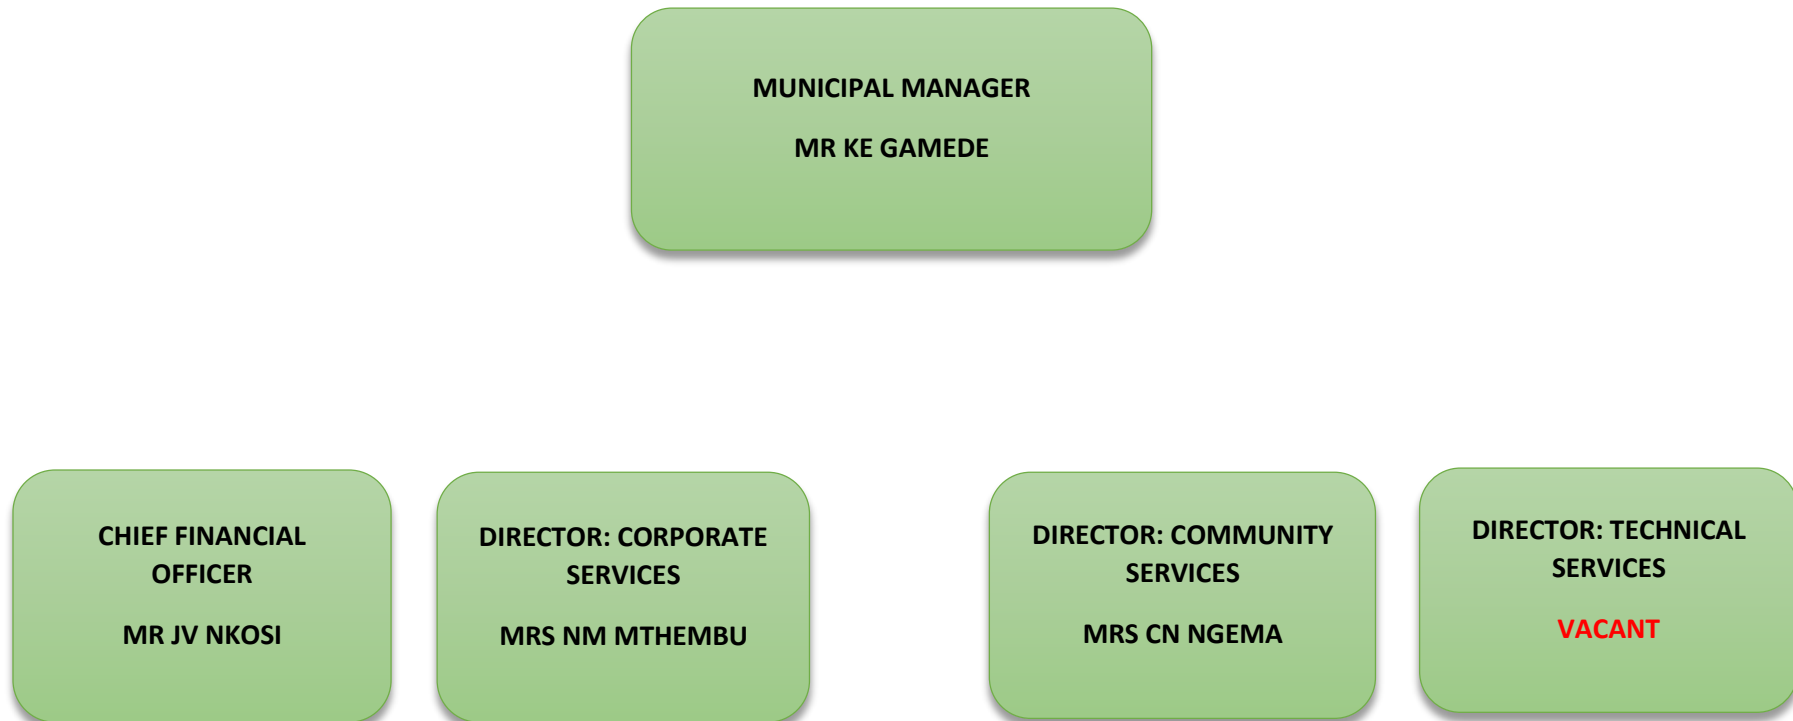 MUNICIPAL MANAGER
MR KE GAMEDE
CHIEF FINANCIAL
OFFICER
MR JV NKOSI
DIRECTOR: CORPORATE
SERVICES
MRS NM MTHEMBU
DIRECTOR: COMMUNITY
SERVICES
MRS CN NGEMA
DIRECTOR: TECHNICAL
SERVICES
VACANT